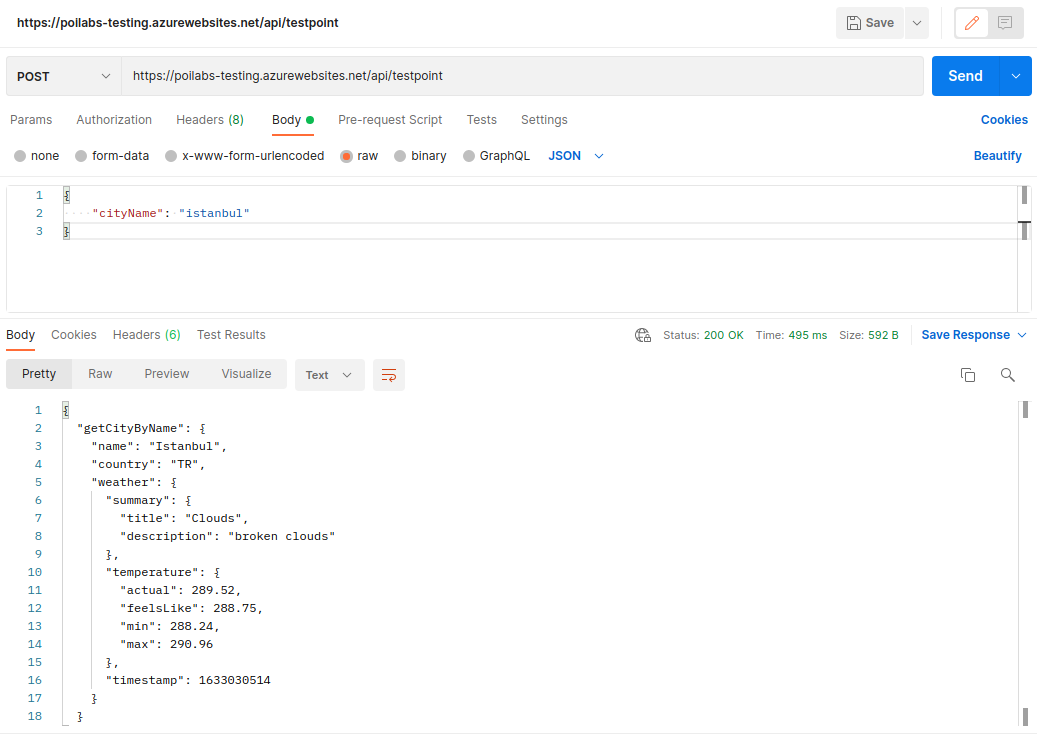 https://poilabs-testing.azurewebsites.net/api/testpoint Save
POST https://poilabs-testing.azurewebsites.net/api/testpoint Send
Params Authorization Headers (8) Body Pre-request Script Tests Settings Cookies
none form-data x-www-form-urlencoded raw binary GraphQL JSON Beautify
1 {
2 "cityName": "istanbul"
3 }
Body Cookies Headers (6) Test Results Status: 200 OK Time: 495 ms Size: 592 B Save Response
Pretty Raw Preview Visualize Text
1 {
2 "getCityByName": {
3 "name": "Istanbul",
4 "country": "TR",
5 "weather": {
6 "summary": {
7 "title": "Clouds",
8 "description": "broken clouds"
9 },
10 "temperature": {
11 "actual": 289.52,
12 "feelsLike": 288.75,
13 "min": 288.24,
14 "max": 290.96
15 },
16 "timestamp": 1633030514
17 }
18 }